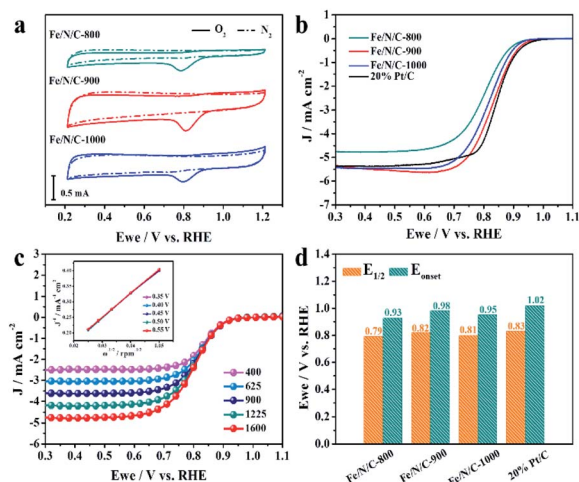 a
O2 N2
Fe/N/C-800
Fe/N/C-900
Fe/N/C-1000
0.5 mA
0.2 0.4 0.6 0.8 1.0 1.2
Ewe / V vs. RHE
b
Fe/N/C-800
Fe/N/C-900
Fe/N/C-1000
20% Pt/C
J / mA cm-2
0
-1
-2
-3
-4
-5
-6
0.3 0.4 0.5 0.6 0.7 0.8 0.9 1.0 1.1
Ewe / V vs. RHE
c
J / mA cm-2
3
2
1
0
-1
-2
-3
-4
-5
-6
0.35 V
0.40 V
0.45 V
0.50 V
0.55 V
ω-1/2 / rpm-1/2
400
625
900
1225
1600
0.3 0.4 0.5 0.6 0.7 0.8 0.9 1.0 1.1
Ewe / V vs. RHE
d
E1/2 Eonset
Ewe / V vs. RHE
1.4
1.2
1.0
0.8
0.6
0.4
0.2
0.0
0.79 0.93 0.82 0.98 0.81 0.95 0.83 1.02
Fe/N/C-800 Fe/N/C-900 Fe/N/C-1000 20% Pt/C